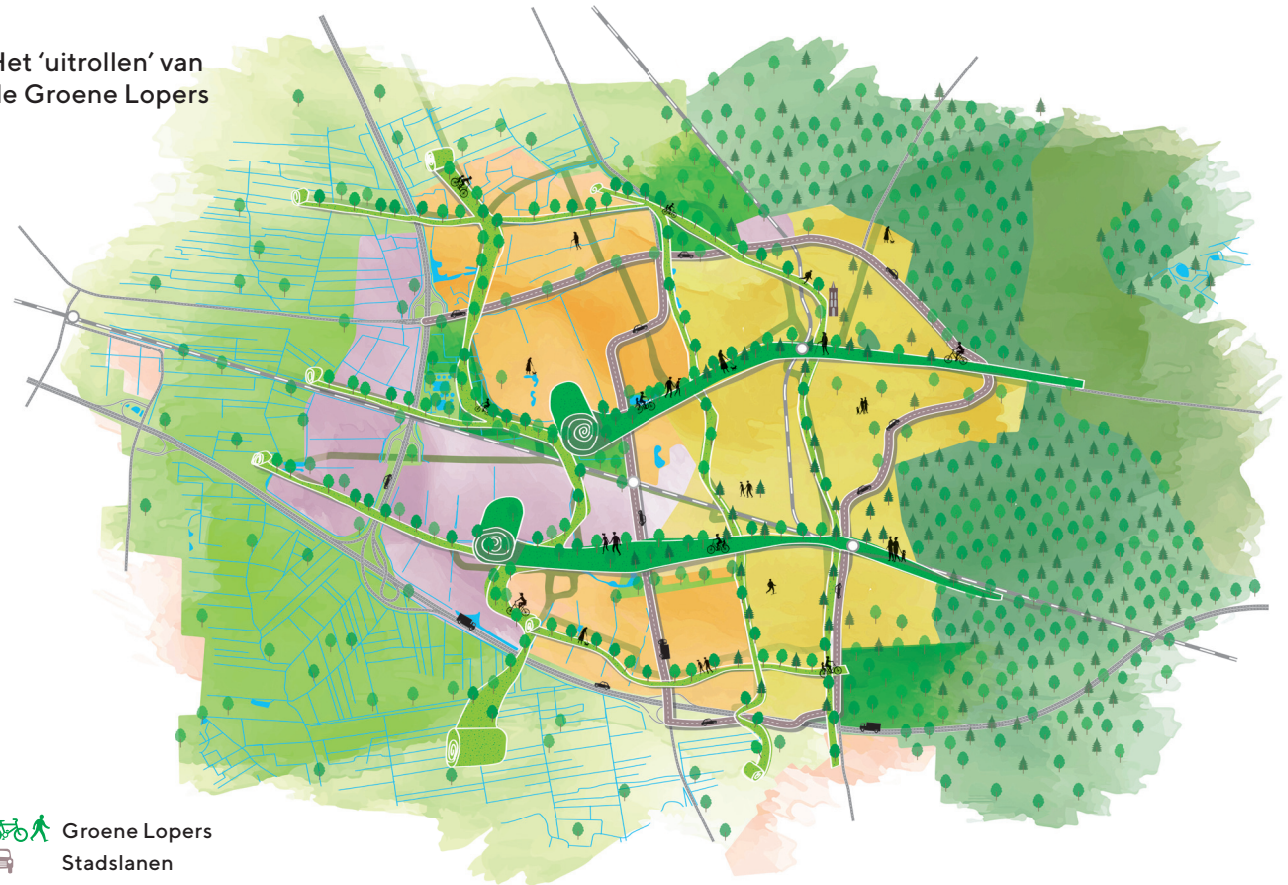 Het ‘uitrollen’ van
de Groene Lopers
Groene Lopers
Stadslanen